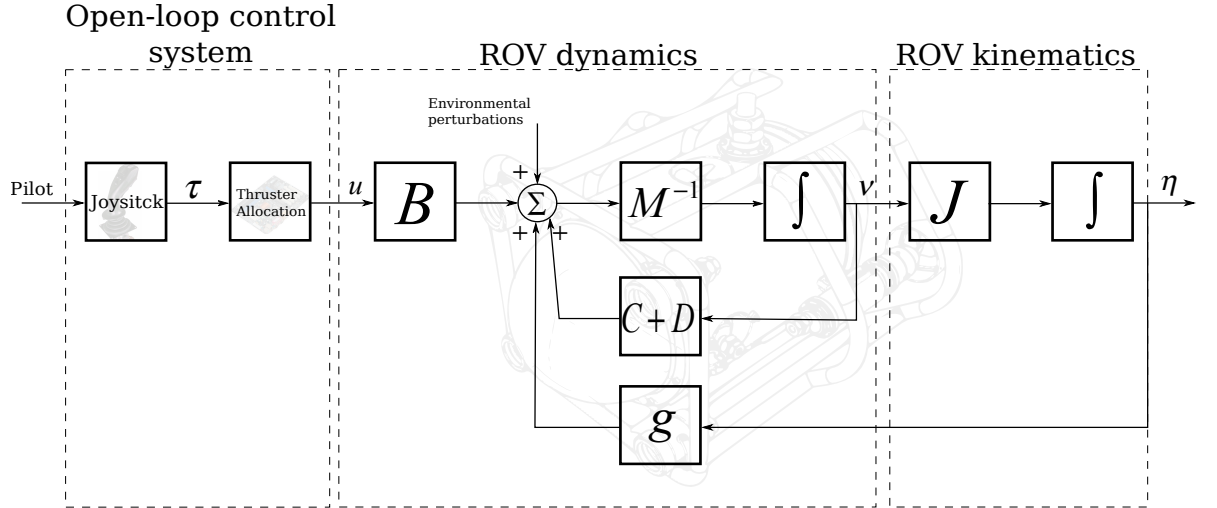 Open-loop control
system
ROV dynamics
ROV kinematics
Environmental
perturbations
Pilot
Joysitck
τ
Thruster
Allocation
u
B
+
Σ
+
+
M⁻¹
∫
ν
J
∫
η
C+D
g